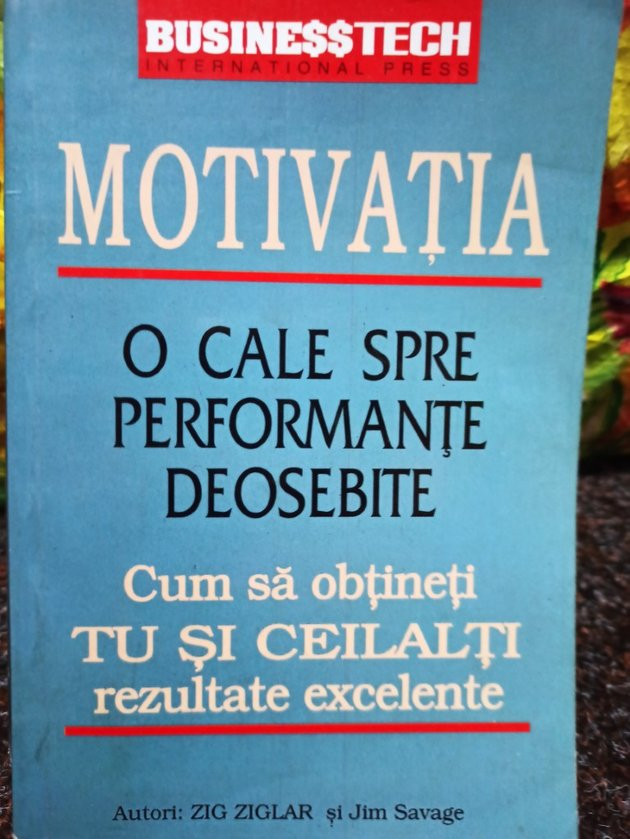 BUSINE$$TECH
INTERNATIONAL PRESS
MOTIVAȚIA
O CALE SPRE
PERFORMANȚE
DEOSEBITE
Cum să obțineți
TU ȘI CEILALȚI
rezultate excelente
Autori: ZIG ZIGLAR și Jim Savage